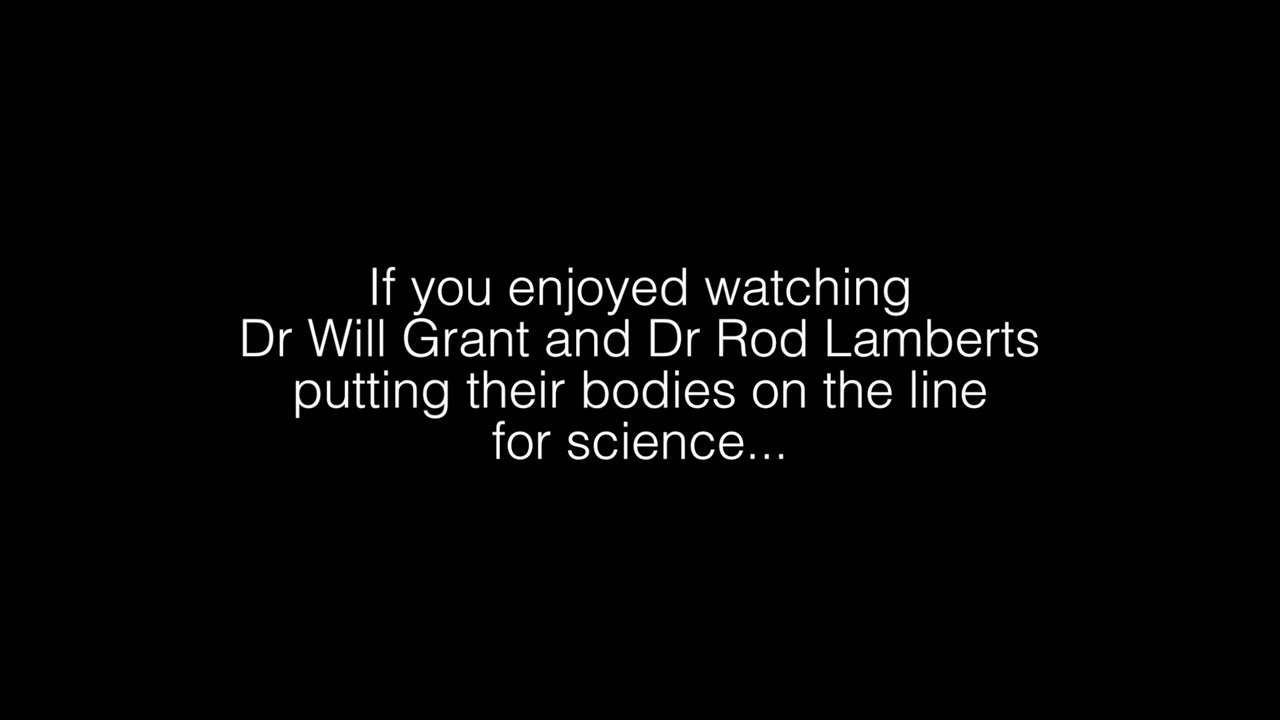 If you enjoyed watching
Dr Will Grant and Dr Rod Lamberts
putting their bodies on the line
for science...